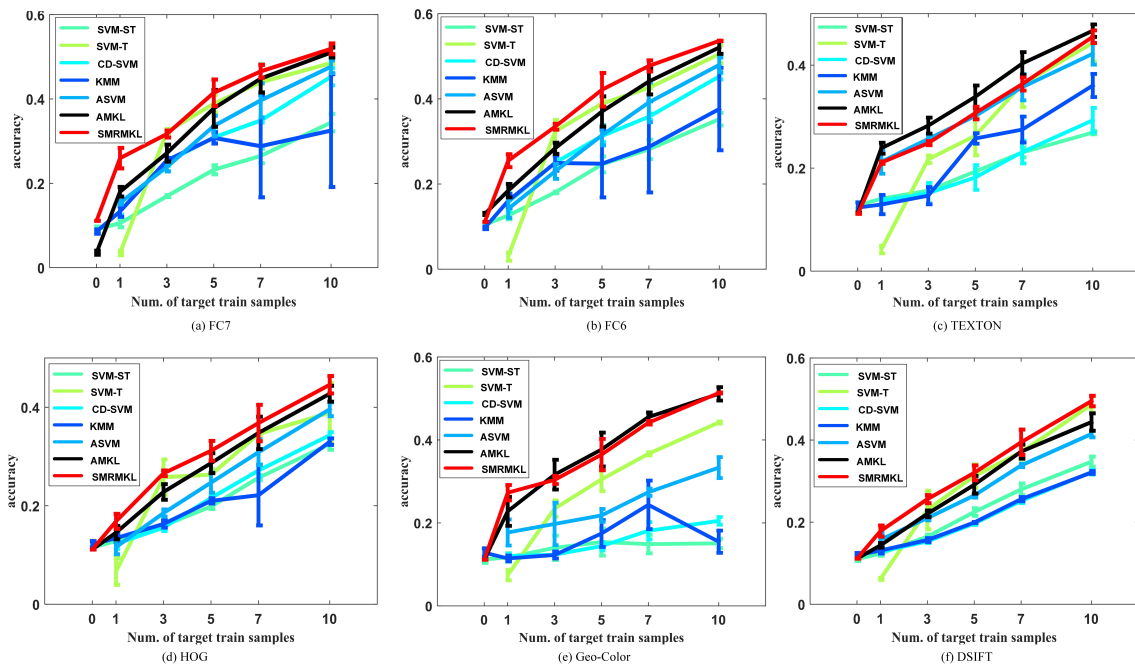 0.6
0.4
0.2
0
accuracy
SVM-ST
SVM-T
CD-SVM
KMM
ASVM
AMKL
SMRMKL
0 1 3 5 7 10
Num. of target train samples
(a) FC7
0.6
0.4
0.2
0
accuracy
SVM-ST
SVM-T
CD-SVM
KMM
ASVM
AMKL
SMRMKL
0 1 3 5 7 10
Num. of target train samples
(b) FC6
0.4
0.2
0
accuracy
SVM-ST
SVM-T
CD-SVM
KMM
ASVM
AMKL
SMRMKL
0 1 3 5 7 10
Num. of target train samples
(c) TEXTON
0.4
0.2
0
accuracy
SVM-ST
SVM-T
CD-SVM
KMM
ASVM
AMKL
SMRMKL
0 1 3 5 7 10
Num. of target train samples
(d) HOG
0.6
0.4
0.2
0
accuracy
SVM-ST
SVM-T
CD-SVM
KMM
ASVM
AMKL
SMRMKL
0 1 3 5 7 10
Num. of target train samples
(e) Geo-Color
0.6
0.4
0.2
0
accuracy
SVM-ST
SVM-T
CD-SVM
KMM
ASVM
AMKL
SMRMKL
0 1 3 5 7 10
Num. of target train samples
(f) DSIFT